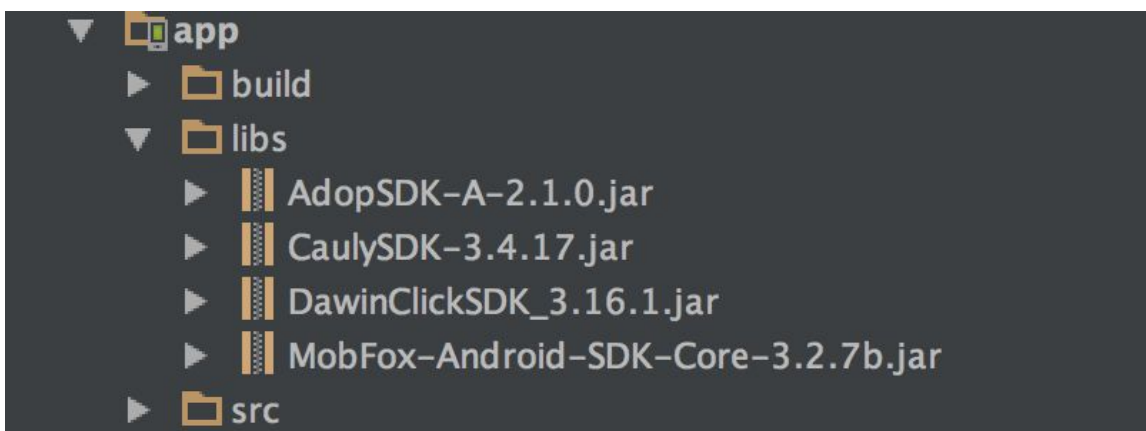 app
build
libs
AdopSDK-A-2.1.0.jar
CaulySDK-3.4.17.jar
DawinClickSDK_3.16.1.jar
MobFox-Android-SDK-Core-3.2.7b.jar
src